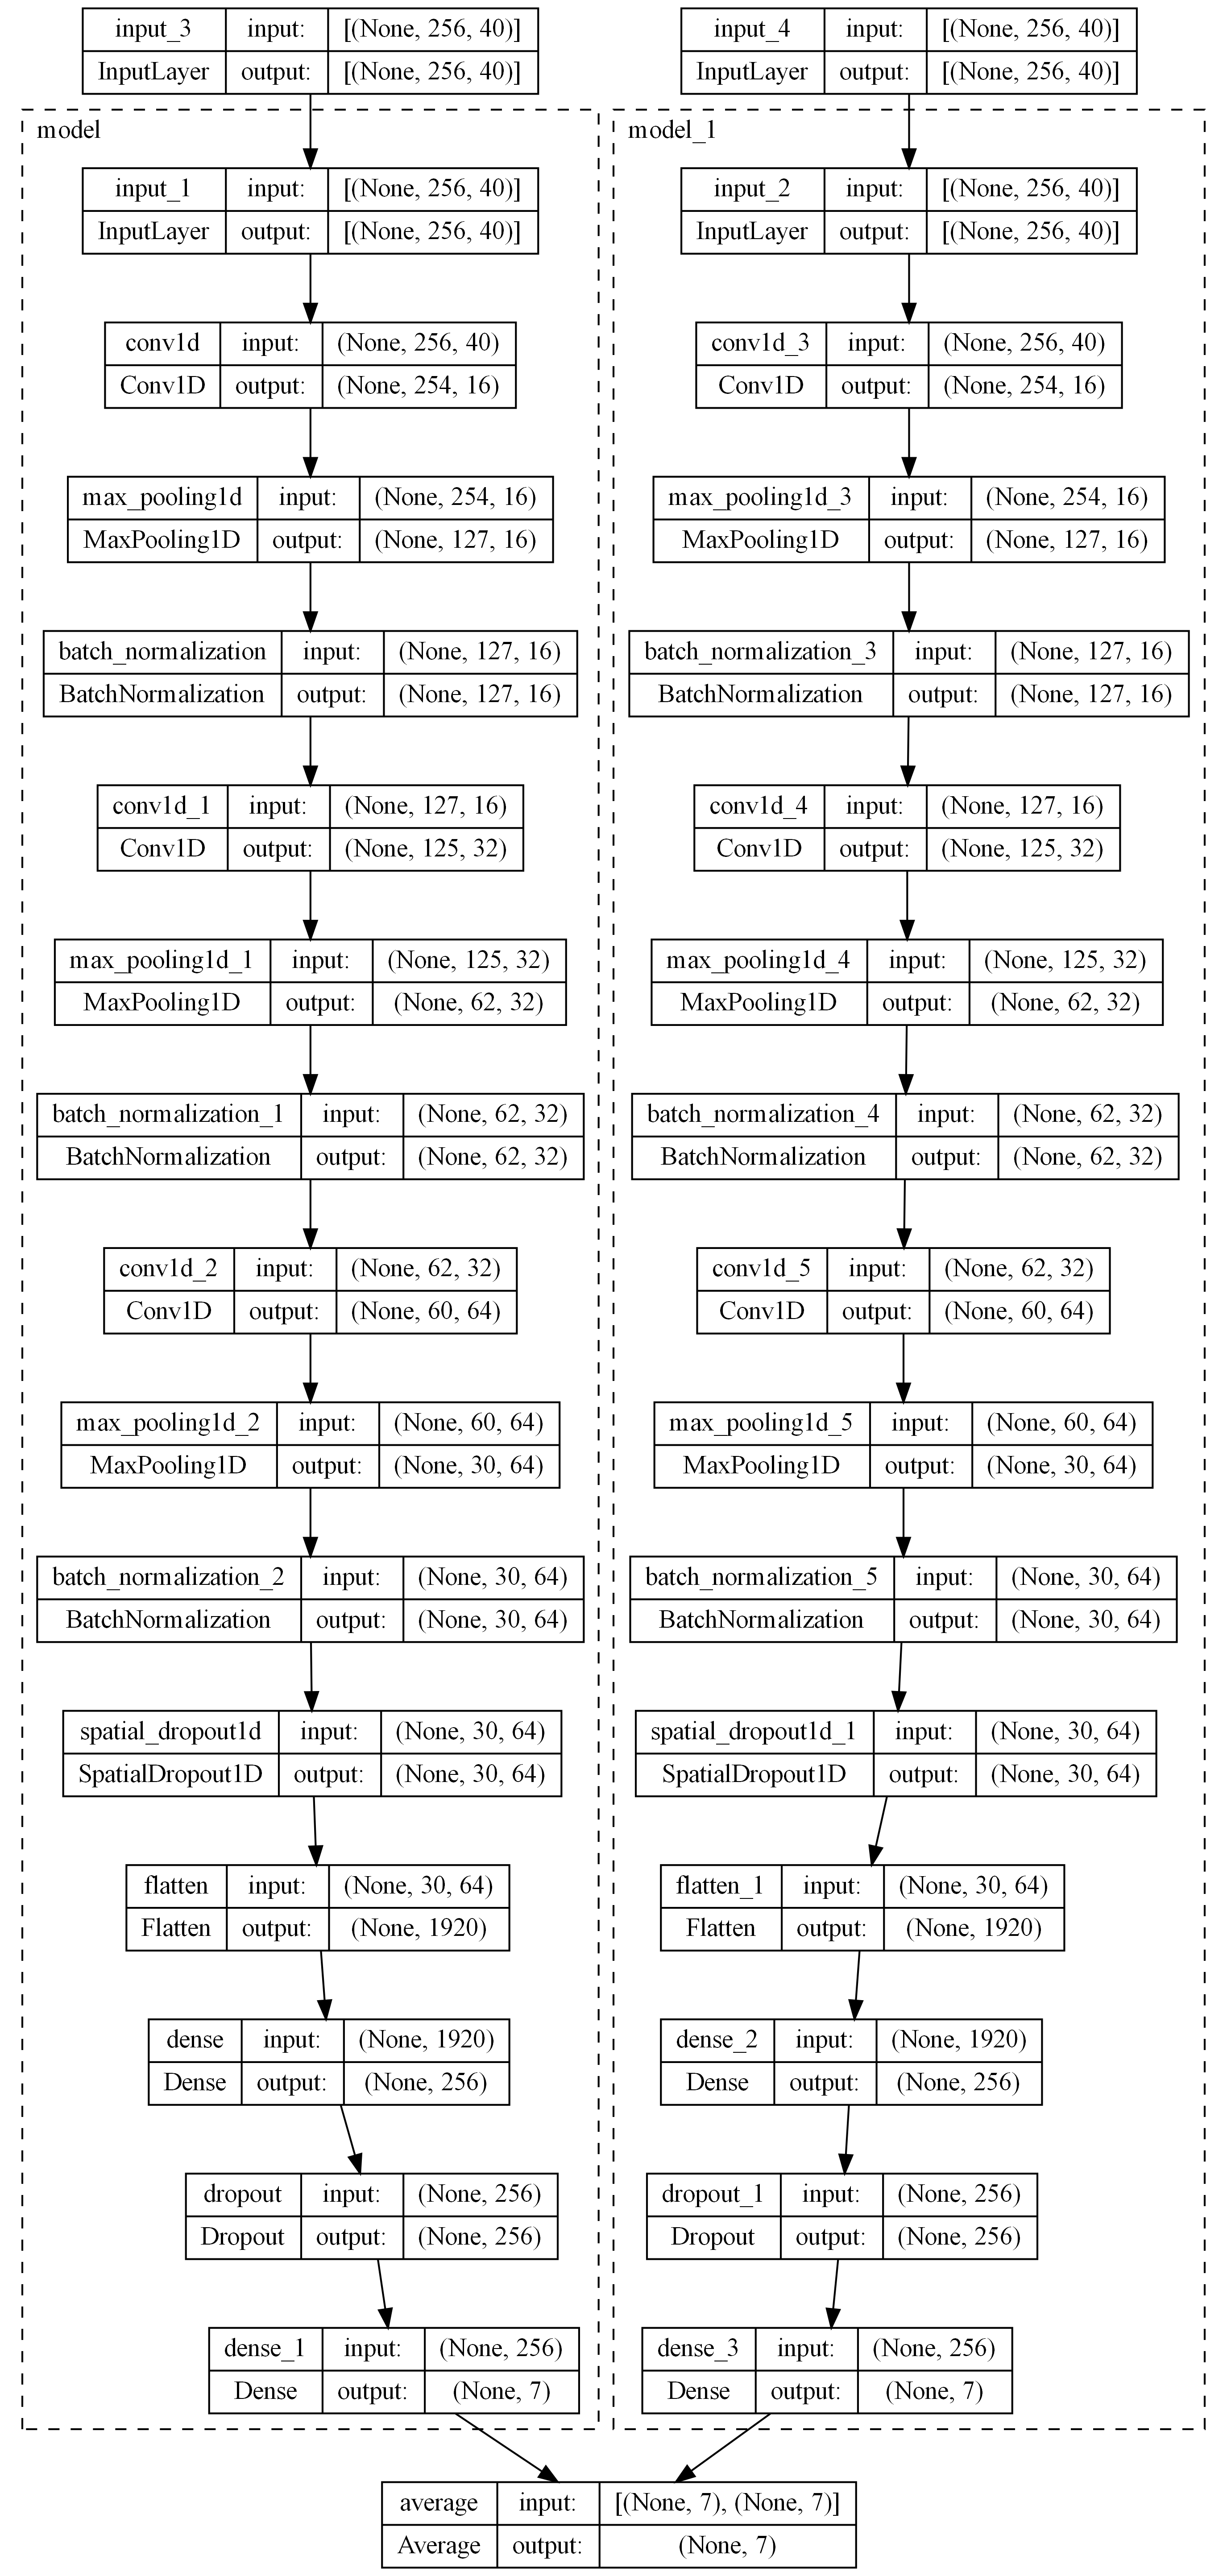 input_3 input: [(None, 256, 40)]
InputLayer output: [(None, 256, 40)]
input_4 input: [(None, 256, 40)]
InputLayer output: [(None, 256, 40)]
model
input_1 input: [(None, 256, 40)]
InputLayer output: [(None, 256, 40)]
conv1d input: (None, 256, 40)
Conv1D output: (None, 254, 16)
max_pooling1d input: (None, 254, 16)
MaxPooling1D output: (None, 127, 16)
batch_normalization input: (None, 127, 16)
BatchNormalization output: (None, 127, 16)
conv1d_1 input: (None, 127, 16)
Conv1D output: (None, 125, 32)
max_pooling1d_1 input: (None, 125, 32)
MaxPooling1D output: (None, 62, 32)
batch_normalization_1 input: (None, 62, 32)
BatchNormalization output: (None, 62, 32)
conv1d_2 input: (None, 62, 32)
Conv1D output: (None, 60, 64)
max_pooling1d_2 input: (None, 60, 64)
MaxPooling1D output: (None, 30, 64)
batch_normalization_2 input: (None, 30, 64)
BatchNormalization output: (None, 30, 64)
spatial_dropout1d input: (None, 30, 64)
SpatialDropout1D output: (None, 30, 64)
flatten input: (None, 30, 64)
Flatten output: (None, 1920)
dense input: (None, 1920)
Dense output: (None, 256)
dropout input: (None, 256)
Dropout output: (None, 256)
dense_1 input: (None, 256)
Dense output: (None, 7)
model_1
input_2 input: [(None, 256, 40)]
InputLayer output: [(None, 256, 40)]
conv1d_3 input: (None, 256, 40)
Conv1D output: (None, 254, 16)
max_pooling1d_3 input: (None, 254, 16)
MaxPooling1D output: (None, 127, 16)
batch_normalization_3 input: (None, 127, 16)
BatchNormalization output: (None, 127, 16)
conv1d_4 input: (None, 127, 16)
Conv1D output: (None, 125, 32)
max_pooling1d_4 input: (None, 125, 32)
MaxPooling1D output: (None, 62, 32)
batch_normalization_4 input: (None, 62, 32)
BatchNormalization output: (None, 62, 32)
conv1d_5 input: (None, 62, 32)
Conv1D output: (None, 60, 64)
max_pooling1d_5 input: (None, 60, 64)
MaxPooling1D output: (None, 30, 64)
batch_normalization_5 input: (None, 30, 64)
BatchNormalization output: (None, 30, 64)
spatial_dropout1d_1 input: (None, 30, 64)
SpatialDropout1D output: (None, 30, 64)
flatten_1 input: (None, 30, 64)
Flatten output: (None, 1920)
dense_2 input: (None, 1920)
Dense output: (None, 256)
dropout_1 input: (None, 256)
Dropout output: (None, 256)
dense_3 input: (None, 256)
Dense output: (None, 7)
average input: [(None, 7), (None, 7)]
Average output: (None, 7)